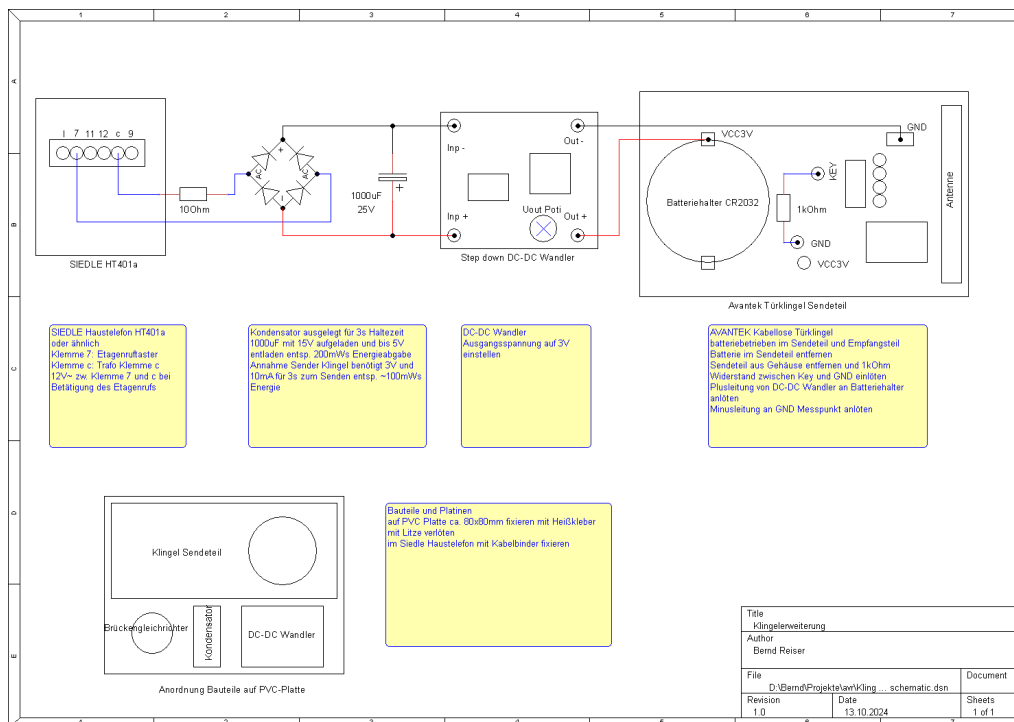 1 2 3 4 5 6 7
A
B
C
D
E
I 7 11 12 c 9
10Ohm
SIEDLE HT401a
AC
AC
+
1000uF
25V
+
Inp -
Inp +
Out -
Out +
Uout Poti
Step down DC-DC Wandler
VCC3V
GND
Batteriehalter CR2032
KEY
1kOhm
GND
VCC3V
Antenne
Avantek Türklingel Sendeteil
SIEDLE Haustelefon HT401a
oder ähnlich
Klemme 7: Etagenruftaster
Klemme c: Trafo Klemme c
12V~ zw. Klemme 7 und c bei
Betätigung des Etagenrufs
Kondensator ausgelegt für 3s Haltezeit
1000uF mit 15V aufgeladen und bis 5V
entladen entsp. 200mWs Energieabgabe
Annahme Sender Klingel benötigt 3V und
10mA für 3s zum Senden entsp. ~100mWs
Energie
DC-DC Wandler
Ausgangsspannung auf 3V
einstellen
AVANTEK Kabellose Türklingel
batteriebetrieben im Sendeteil und Empfangsteil
Batterie im Sendeteil entfernen
Sendeteil aus Gehäuse entfernen und 1kOhm
Widerstand zwischen Key und GND einlöten
Plusleitung von DC-DC Wandler an Batteriehalter
anlöten
Minusleitung an GND Messpunkt anlöten
Klingel Sendeteil
Brückengleichrichter
Kondensator
DC-DC Wandler
Anordnung Bauteile auf PVC-Platte
Bauteile und Platinen
auf PVC Platte ca. 80x80mm fixieren mit Heißkleber
mit Litze verlöten
im Siedle Haustelefon mit Kabelbinder fixieren
Title
Klingelerweiterung
Author
Bernd Reiser
File
D:\Bernd\Projekte\avr\Kling ... schematic.dsn
Document
Revision
1.0
Date
13.10.2024
Sheets
1 of 1